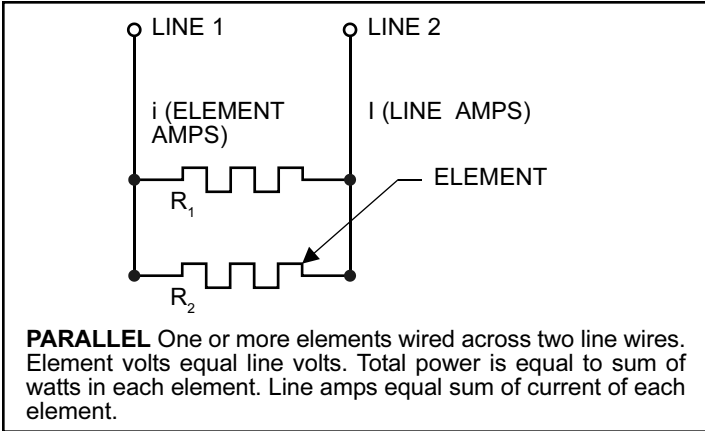 LINE 1
LINE 2
i (ELEMENT
AMPS)
I (LINE AMPS)
ELEMENT
R1
R2
PARALLEL One or more elements wired across two line wires.
Element volts equal line volts. Total power is equal to sum of
watts in each element. Line amps equal sum of current of each
element.